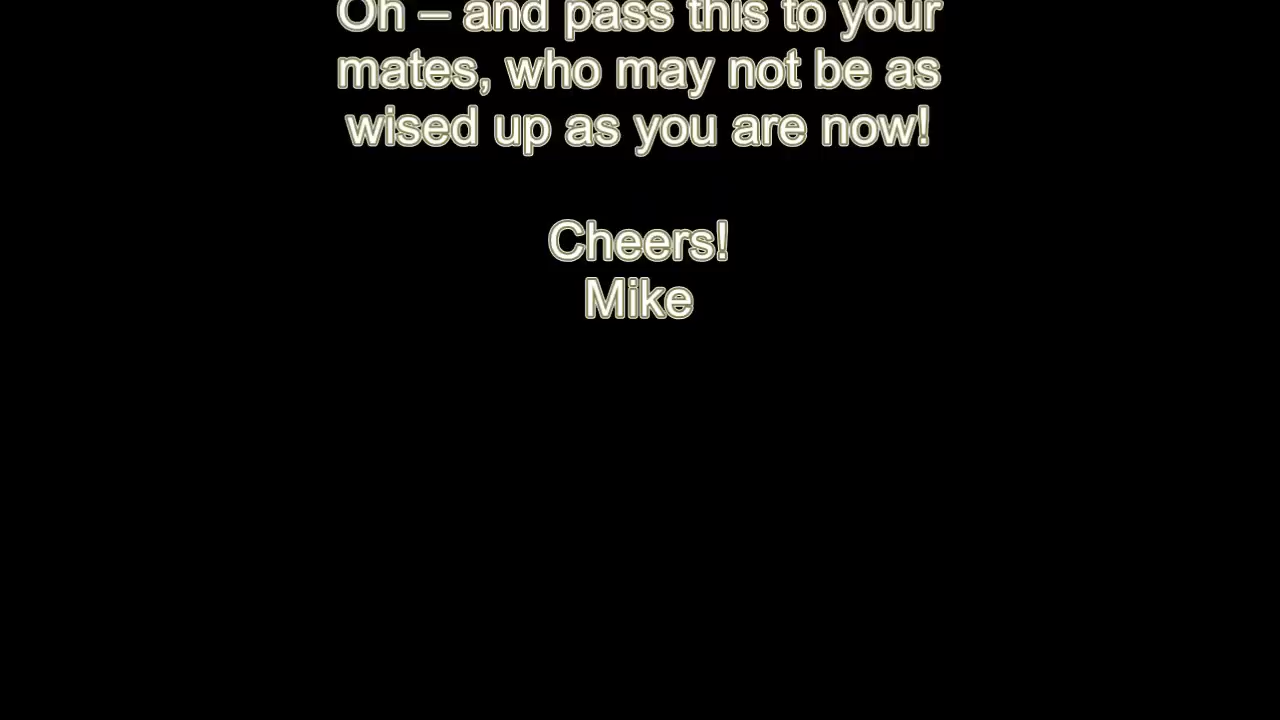 Oh – and pass this to your
mates, who may not be as
wised up as you are now!
Cheers!
Mike